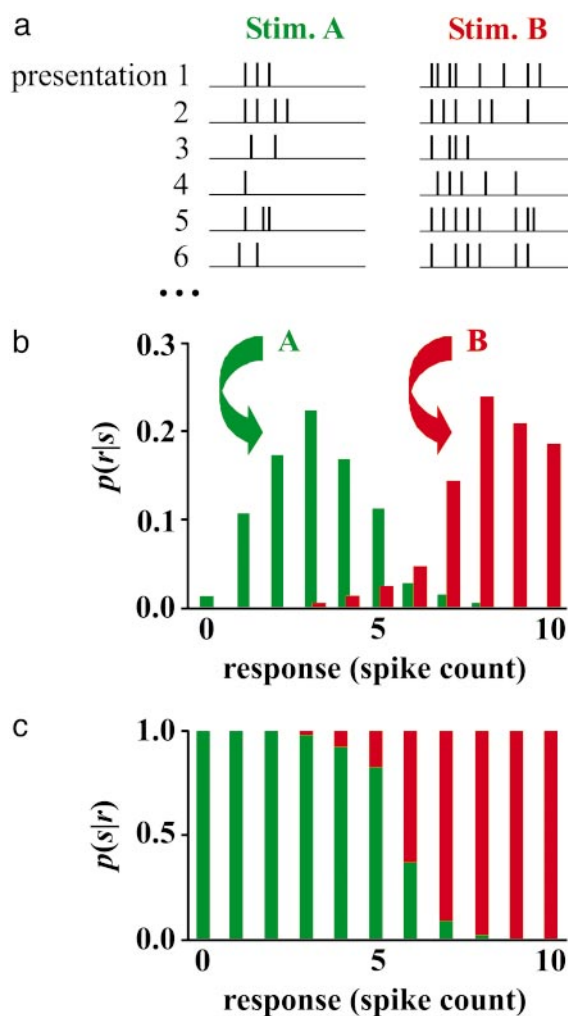 a
Stim. A Stim. B
presentation 1
2
3
4
5
6
...
b
0.3
A B
0.2
p(r|s)
0.1
0.0
0 5 10
response (spike count)
c
1.0
p(s|r)
0.5
0.0
0 5 10
response (spike count)